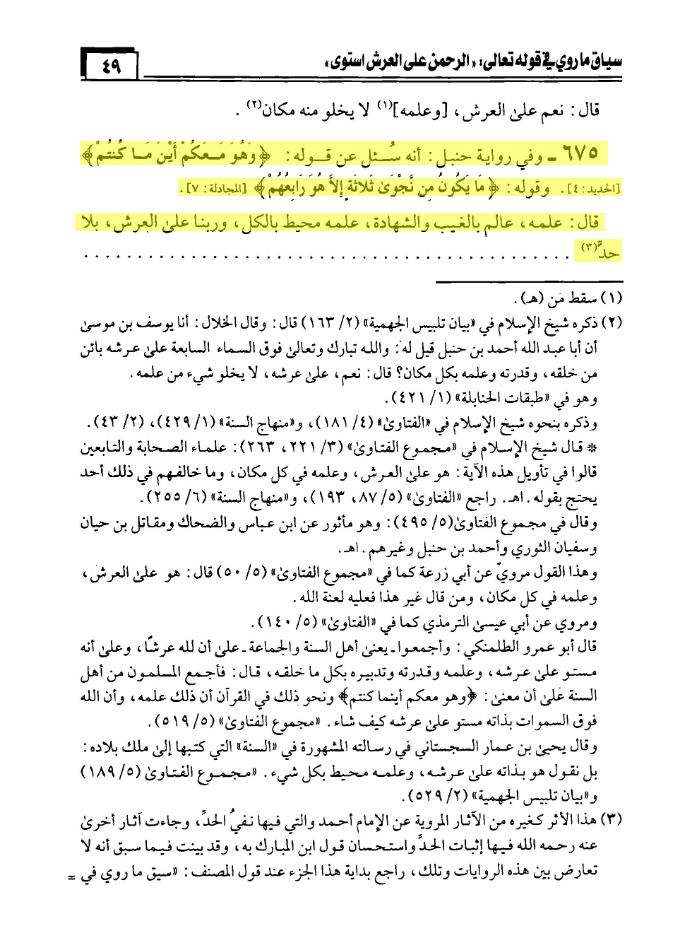 سياق ما روي في قوله تعالى: «الرحمن على العرش استوى»
٤٩
قال: نعم على العرش، [وعلمه](١) لا يخلو منه مكان(٢).
٦٧٥ ـ وفي رواية حنبل: أنه سُئل عن قوله: ﴿وَهُوَ مَعَكُمْ أَيْنَ مَا كُنتُمْ﴾
[الحديد: ٤]. وقوله: ﴿مَا يَكُونُ مِن نَّجْوَىٰ ثَلَاثَةٍ إِلَّا هُوَ رَابِعُهُمْ﴾ [المجادلة: ٧].
قال: علمه، عالم بالغيب والشهادة، علمه محيط بالكل، وربنا على العرش، بلا
حدٍّ(٣) . . . . . . . . . . . . . . . . . . . . . . . . . . . . . . . . . . . . . . . .
(١) سقط من (هـ).
(٢) ذكره شيخ الإسلام في «بيان تلبيس الجهمية» (٢/ ١٦٣) قال: وقال الخلال: أنا يوسف بن موسى
أن أبا عبد الله أحمد بن حنبل قيل له: والله تبارك وتعالى فوق السماء السابعة على عرشه بائن
من خلقه، وقدرته وعلمه بكل مكان؟ قال: نعم، على عرشه، لا يخلو شيء من علمه.
وهو في «طبقات الحنابلة» (١/ ٤٢١).
وذكره بنحوه شيخ الإسلام في «الفتاوىٰ» (٤/ ١٨١)، و«منهاج السنة» (١/ ٤٢٩)، (٢/ ٤٣).
* قال شيخ الإسلام في «مجموع الفتاوىٰ» (٣/ ٢٢١، ٢٦٣): علماء الصحابة والتابعين
قالوا في تأويل هذه الآية: هو على العرش، وعلمه في كل مكان، وما خالفهم في ذلك أحد
يحتج بقوله. اهـ. راجع «الفتاوىٰ» (٥/ ٨٧، ١٩٣)، و«منهاج السنة» (٦/ ٢٥٥).
وقال في مجموع الفتاوىٰ (٥/ ٤٩٥): وهو مأثور عن ابن عباس والضحاك ومقاتل بن حيان
وسفيان الثوري وأحمد بن حنبل وغيرهم. اهـ.
وهذا القول مرويّ عن أبي زرعة كما في «مجموع الفتاوىٰ» (٥/ ٥٠) قال: هو على العرش،
وعلمه في كل مكان، ومن قال غير هذا فعليه لعنة الله.
ومروي عن أبي عيسى الترمذي كما في «الفتاوىٰ» (٥/ ١٤٠).
قال أبو عمرو الطلمنكي: وأجمعوا ـ يعني أهل السنة والجماعة ـ على أن لله عرشًا، وعلى أنه
مستو على عرشه، وعلمه وقدرته وتدبيره بكل ما خلقه، قال: فأجمع المسلمون من أهل
السنة على أن معنى: ﴿وهو معكم أينما كنتم﴾ ونحو ذلك في القرآن أن ذلك علمه، وأن الله
فوق السموات بذاته مستو على عرشه كيف شاء. «مجموع الفتاوىٰ» (٥/ ٥١٩).
وقال يحيى بن عمار السجستاني في رسالته المشهورة في «السنة» التي كتبها إلى ملك بلاده:
بل نقول هو بذاته على عرشه، وعلمه محيط بكل شيء. «مجموع الفتاوىٰ (٥/ ١٨٩)
و«بيان تلبيس الجهمية» (٢/ ٥٢٩).
(٣) هذا الأثر كغيره من الآثار المروية عن الإمام أحمد والتي فيها نفيُ الحدِّ، وجاءت آثار أخرىٰ
عنه رحمه الله فيها إثبات الحدِّ واستحسان قول ابن المبارك به، وقد بينت فيما سبق أنه لا
تعارض بين هذه الروايات وتلك، راجع بداية هذا الجزء عند قول المصنف: «سيق ما روي في =